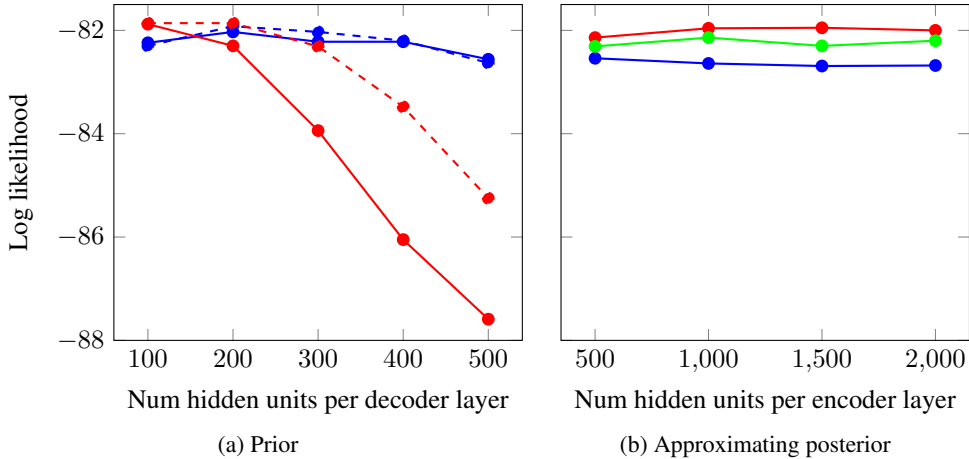 Log likelihood
−82
−84
−86
−88
100 200 300 400 500
Num hidden units per decoder layer
(a) Prior
500 1,000 1,500 2,000
Num hidden units per encoder layer
(b) Approximating posterior